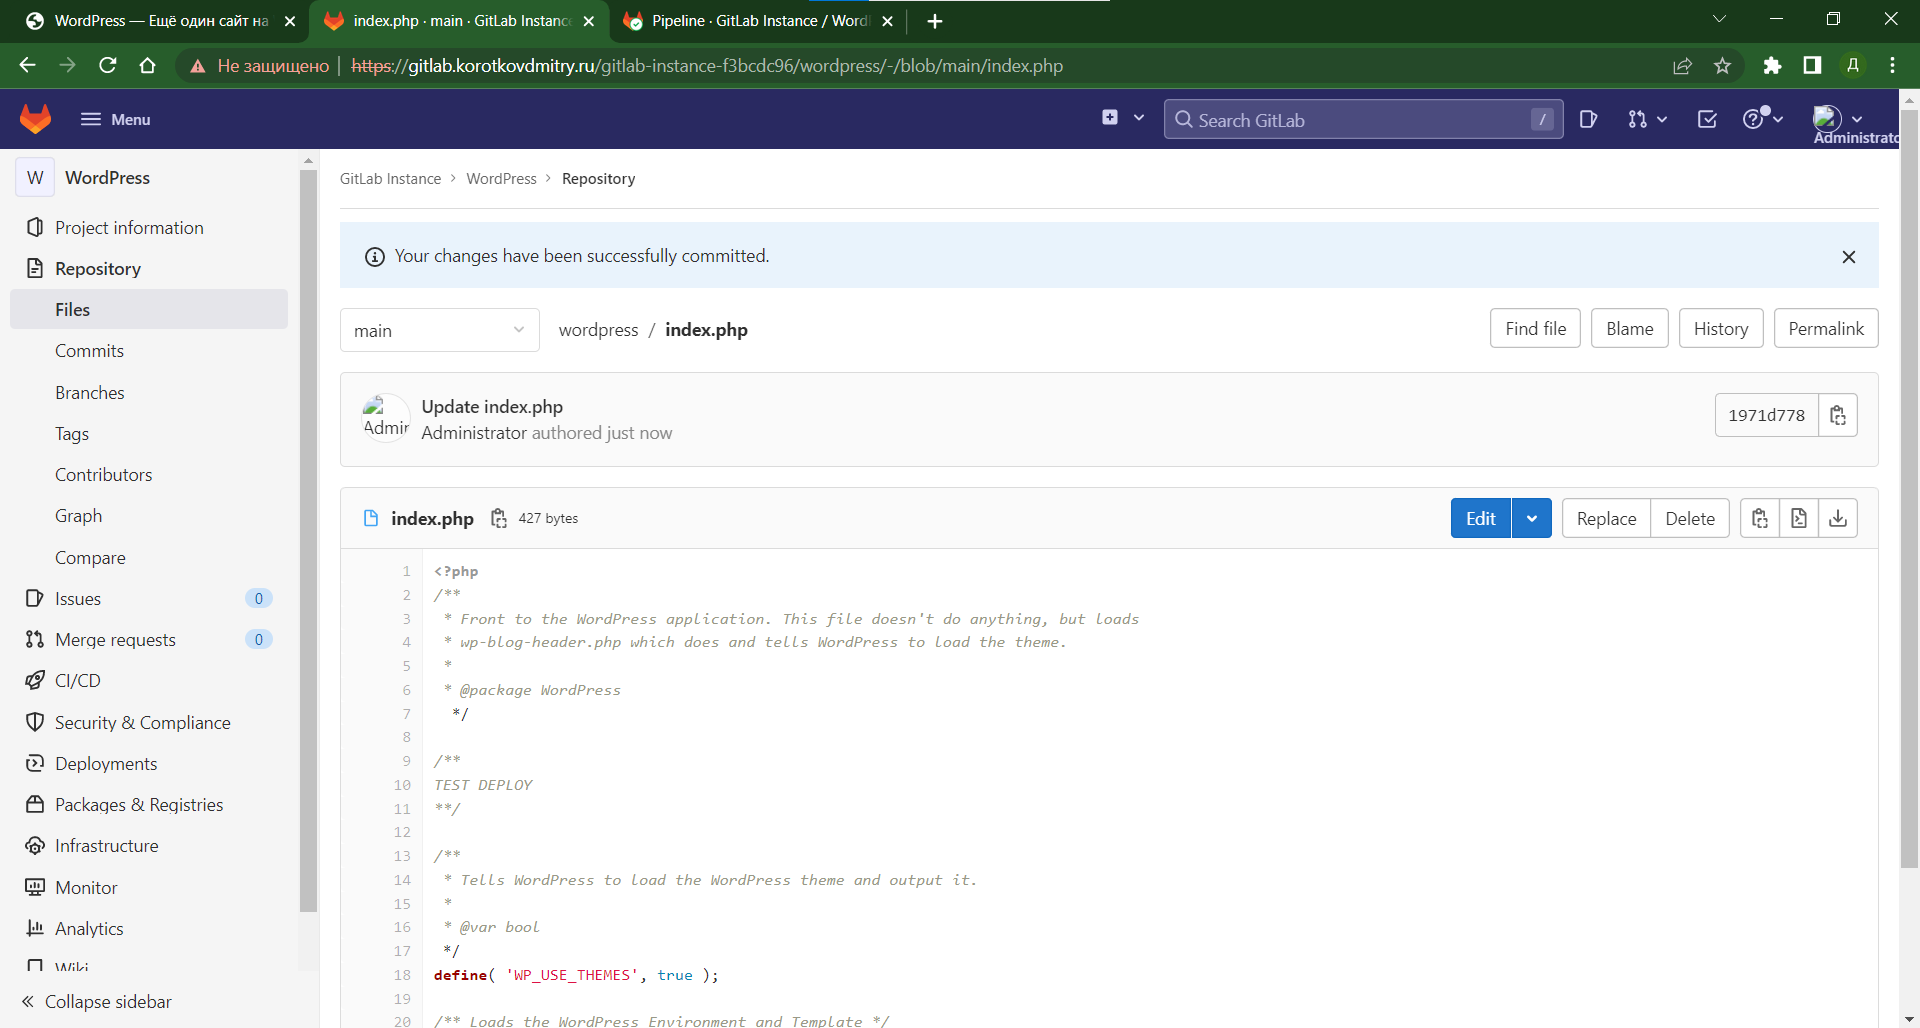 WordPress — Ещё один сайт на
index.php · main · GitLab Instance
Pipeline · GitLab Instance / Word
Не защищено | https://gitlab.korotkovdmitry.ru/gitlab-instance-f3bcdc96/wordpress/-/blob/main/index.php
Д
Menu
Search GitLab /
Administrato
W WordPress
Project information
Repository
Files
Commits
Branches
Tags
Contributors
Graph
Compare
Issues 0
Merge requests 0
CI/CD
Security & Compliance
Deployments
Packages & Registries
Infrastructure
Monitor
Analytics
Wiki
Collapse sidebar
GitLab Instance > WordPress > Repository
Your changes have been successfully committed.
main wordpress / index.php Find file Blame History Permalink
Admir
Update index.php
Administrator authored just now
1971d778
index.php 427 bytes Edit Replace Delete
1 <?php
2 /**
3  * Front to the WordPress application. This file doesn't do anything, but loads
4  * wp-blog-header.php which does and tells WordPress to load the theme.
5  *
6  * @package WordPress
7   */
8
9 /**
10 TEST DEPLOY
11 **/
12
13 /**
14  * Tells WordPress to load the WordPress theme and output it.
15  *
16  * @var bool
17  */
18 define( 'WP_USE_THEMES', true );
19
20 /** Loads the WordPress Environment and Template */